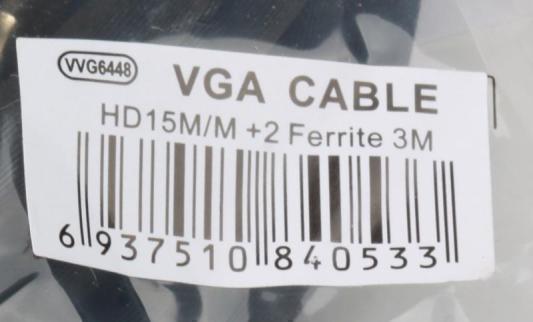 VVG6448
VGA CABLE
HD15M/M +2 Ferrite 3M
6 937510 840533